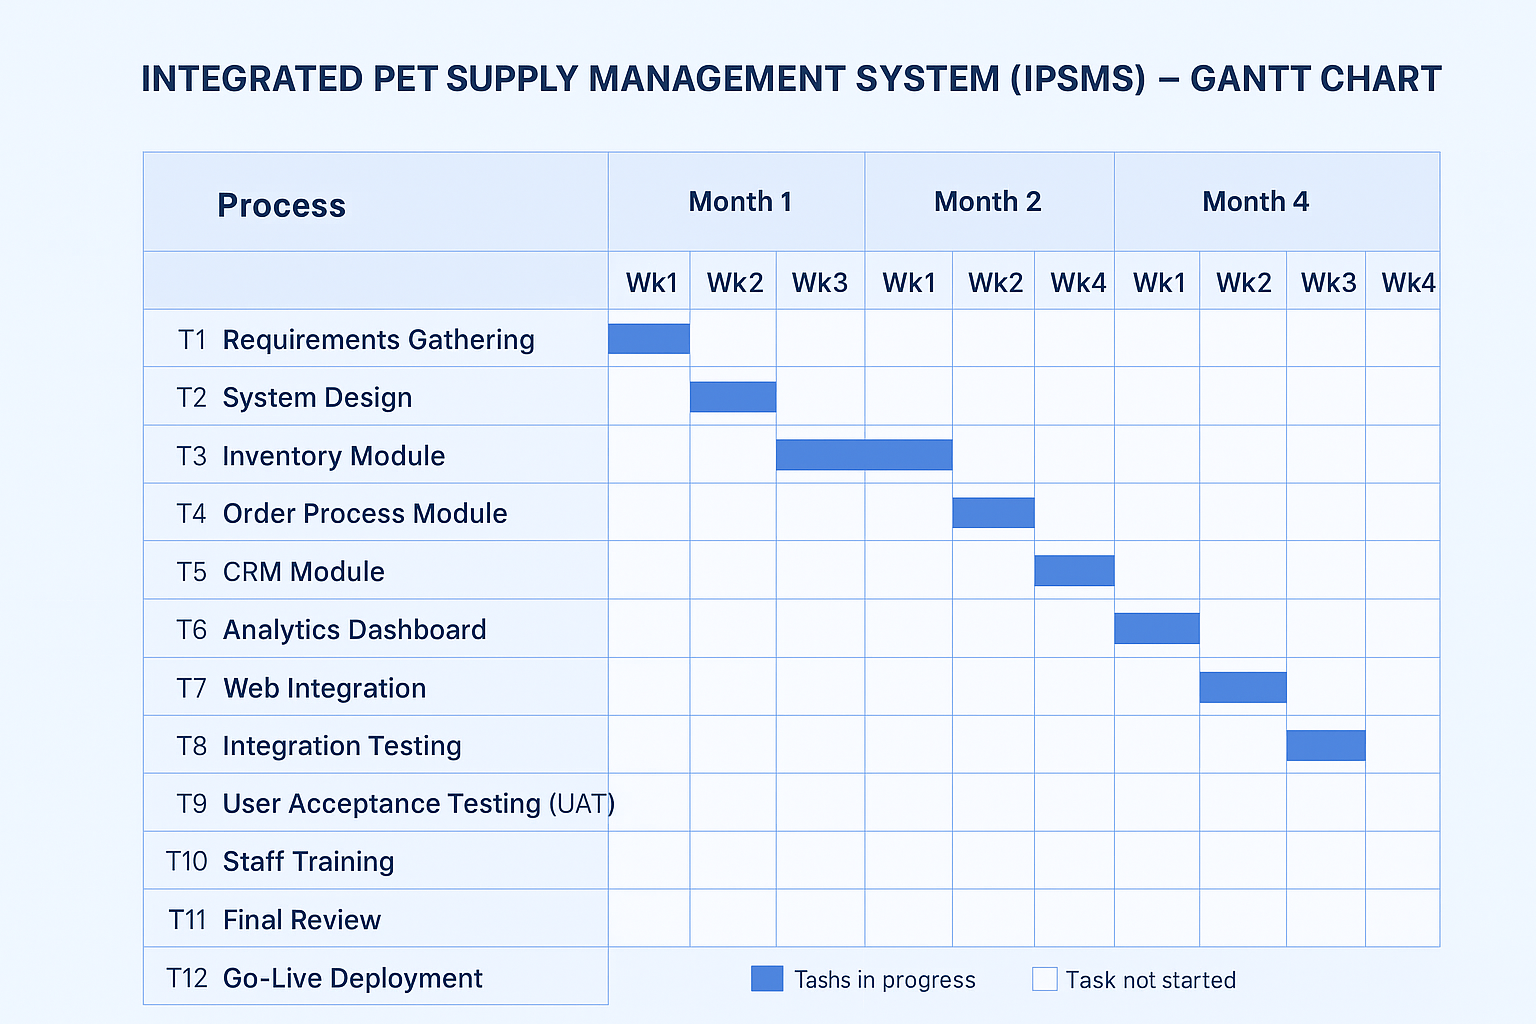 INTEGRATED PET SUPPLY MANAGEMENT SYSTEM (IPSMS) – GANTT CHART
Process Month 1 Month 2 Month 4
Wk1 Wk2 Wk3 Wk1 Wk2 Wk4 Wk1 Wk2 Wk3 Wk4
T1 Requirements Gathering
T2 System Design
T3 Inventory Module
T4 Order Process Module
T5 CRM Module
T6 Analytics Dashboard
T7 Web Integration
T8 Integration Testing
T9 User Acceptance Testing (UAT)
T10 Staff Training
T11 Final Review
T12 Go-Live Deployment
Tashs in progress Task not started